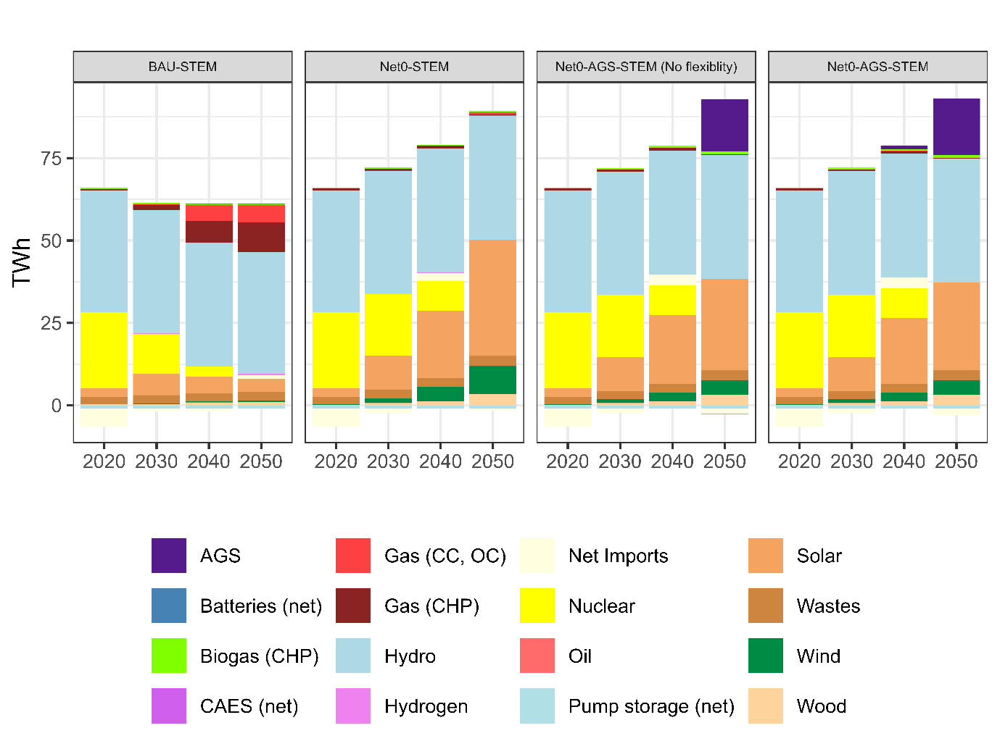 BAU-STEM
Net0-STEM
Net0-AGS-STEM (No flexiblity)
Net0-AGS-STEM
TWh
75
50
25
0
2020 2030 2040 2050
2020 2030 2040 2050
2020 2030 2040 2050
2020 2030 2040 2050
AGS
Gas (CC, OC)
Net Imports
Solar
Batteries (net)
Gas (CHP)
Nuclear
Wastes
Biogas (CHP)
Hydro
Oil
Wind
CAES (net)
Hydrogen
Pump storage (net)
Wood